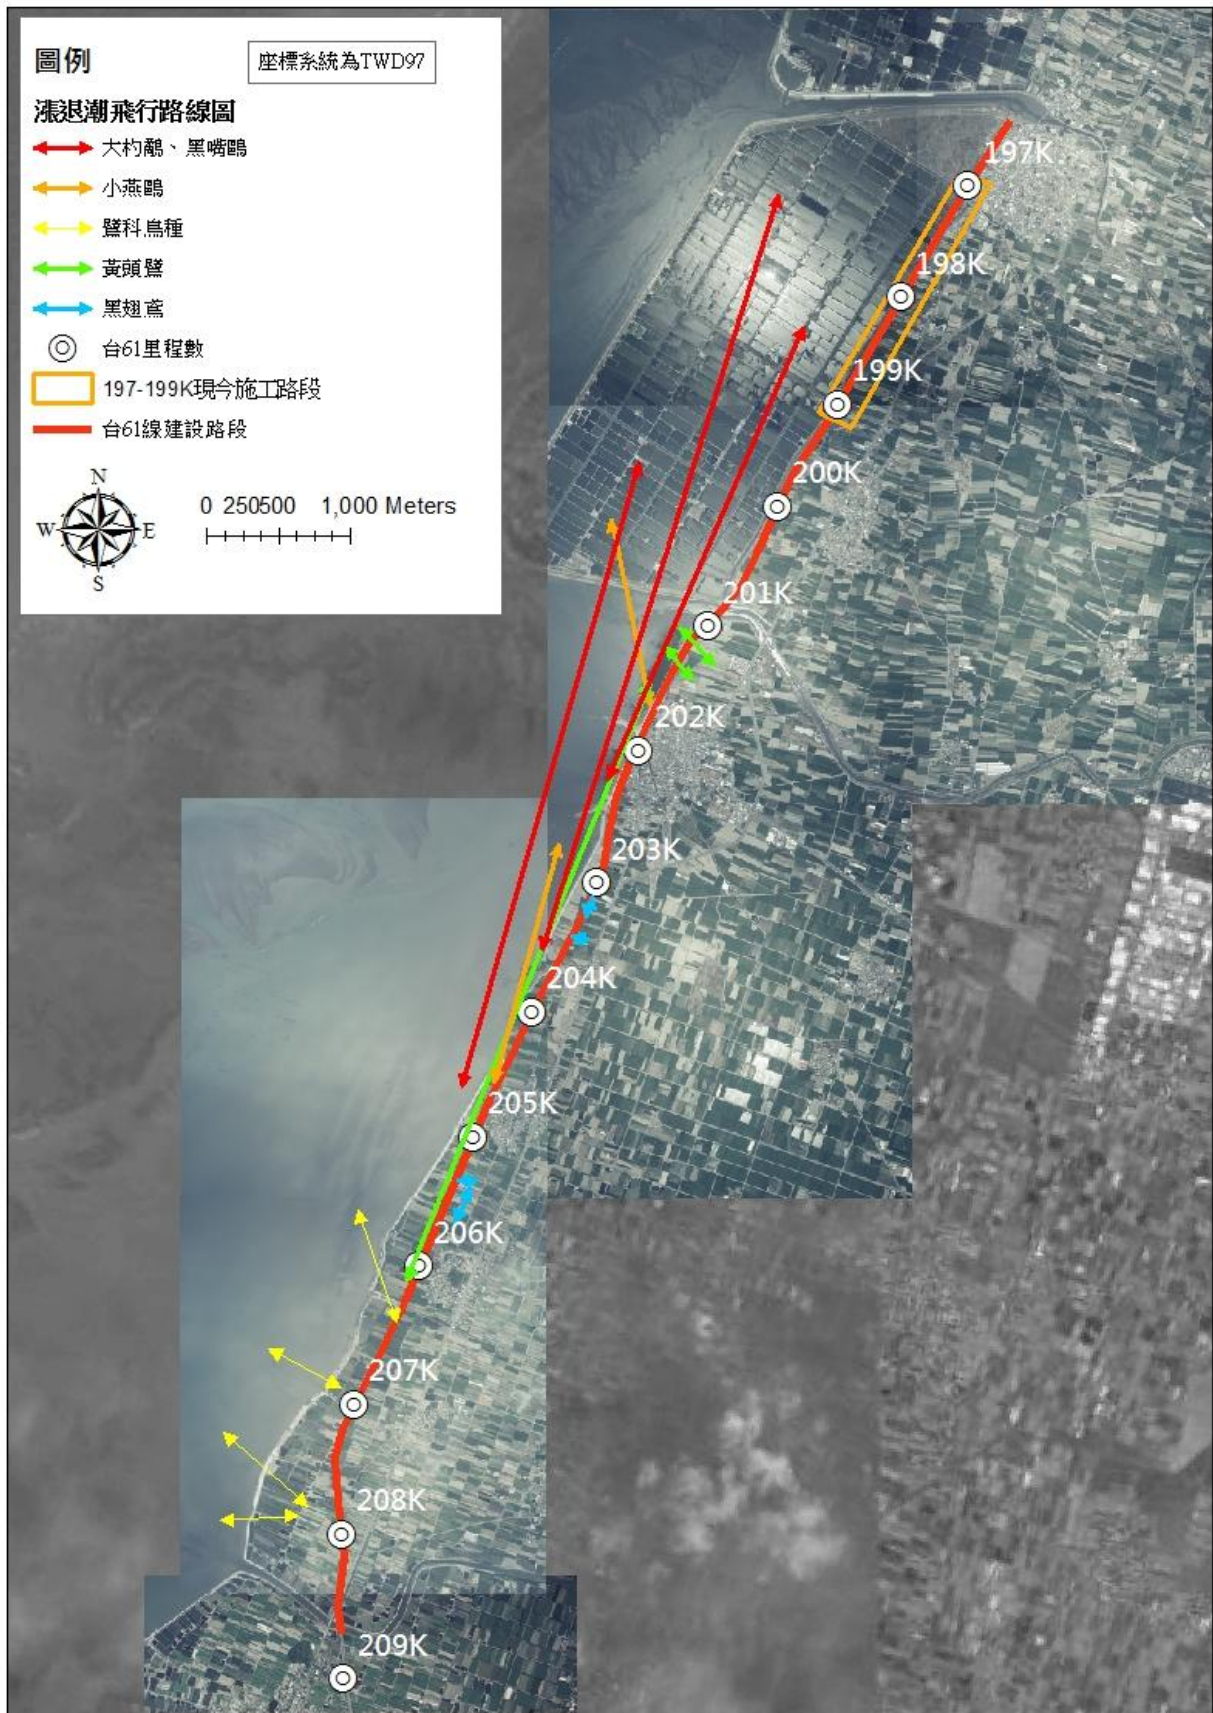 圖例
座標系統為TWD97
漲退潮飛行路線圖
大杓鷸、黑嘴鷗
小燕鷗
鷺科鳥種
黃頭鷺
黑翅鳶
台61里程數
197-199K現今施工路段
台61線建設路段
N
W E
S
0 250500 1,000 Meters
197K
198K
199K
200K
201K
202K
203K
204K
205K
206K
207K
208K
209K